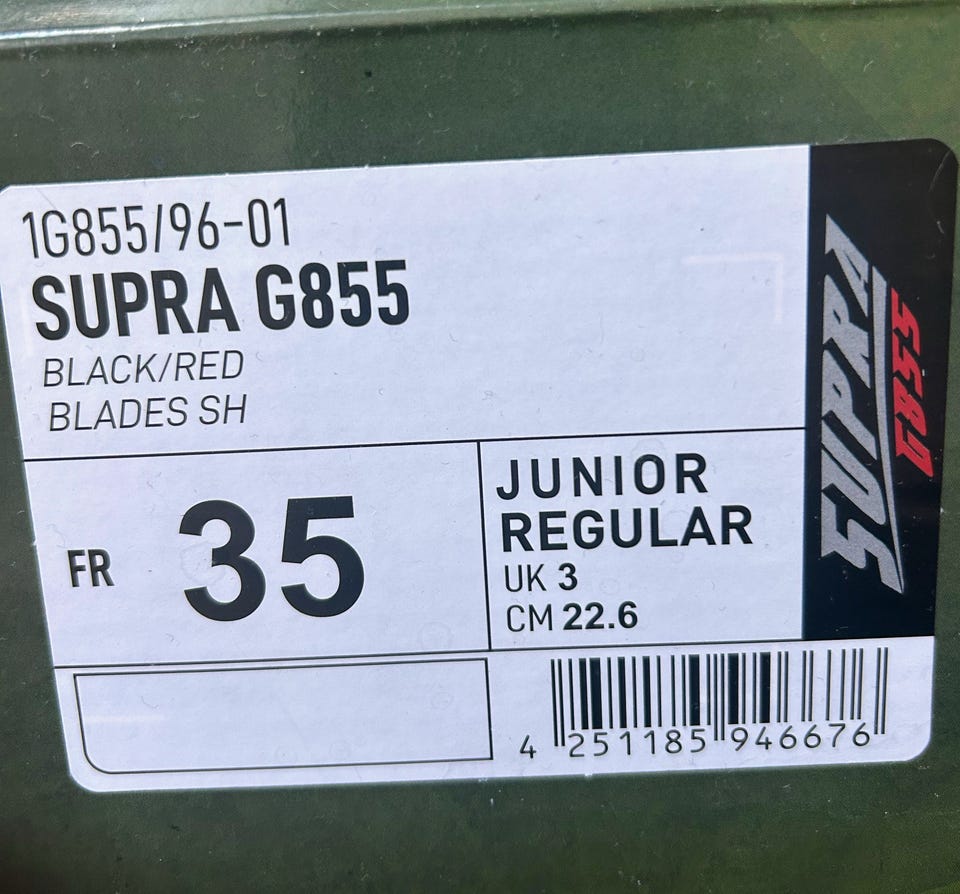 1G855/96-01
SUPRA G855
BLACK/RED
BLADES SH
FR 35
JUNIOR
REGULAR
UK 3
CM 22.6
4 251185 946676
SUPRA
G855